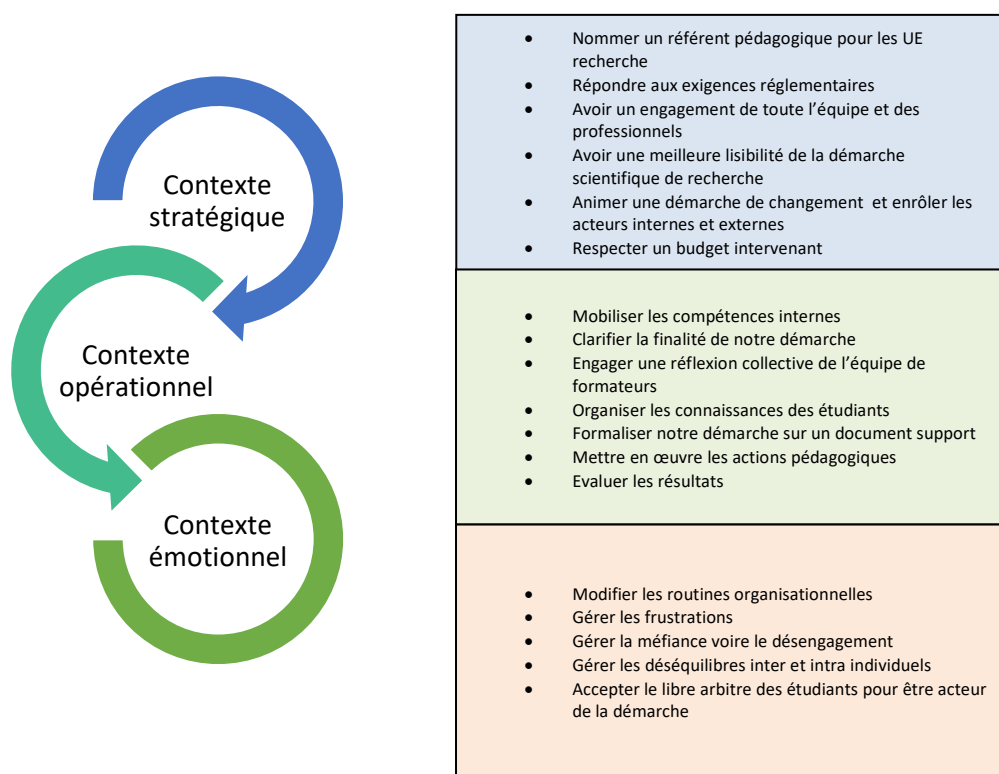 Contexte
stratégique
• Nommer un référent pédagogique pour les UE
recherche
• Répondre aux exigences réglementaires
• Avoir un engagement de toute l'équipe et des
professionnels
• Avoir une meilleure lisibilité de la démarche
scientifique de recherche
• Animer une démarche de changement et enrôler les
acteurs internes et externes
• Respecter un budget intervenant
Contexte
opérationnel
• Mobiliser les compétences internes
• Clarifier la finalité de notre démarche
• Engager une réflexion collective de l'équipe de
formateurs
• Organiser les connaissances des étudiants
• Formaliser notre démarche sur un document support
• Mettre en œuvre les actions pédagogiques
• Evaluer les résultats
Contexte
émotionnel
• Modifier les routines organisationnelles
• Gérer les frustrations
• Gérer la méfiance voire le désengagement
• Gérer les déséquilibres inter et intra individuels
• Accepter le libre arbitre des étudiants pour être acteur
de la démarche